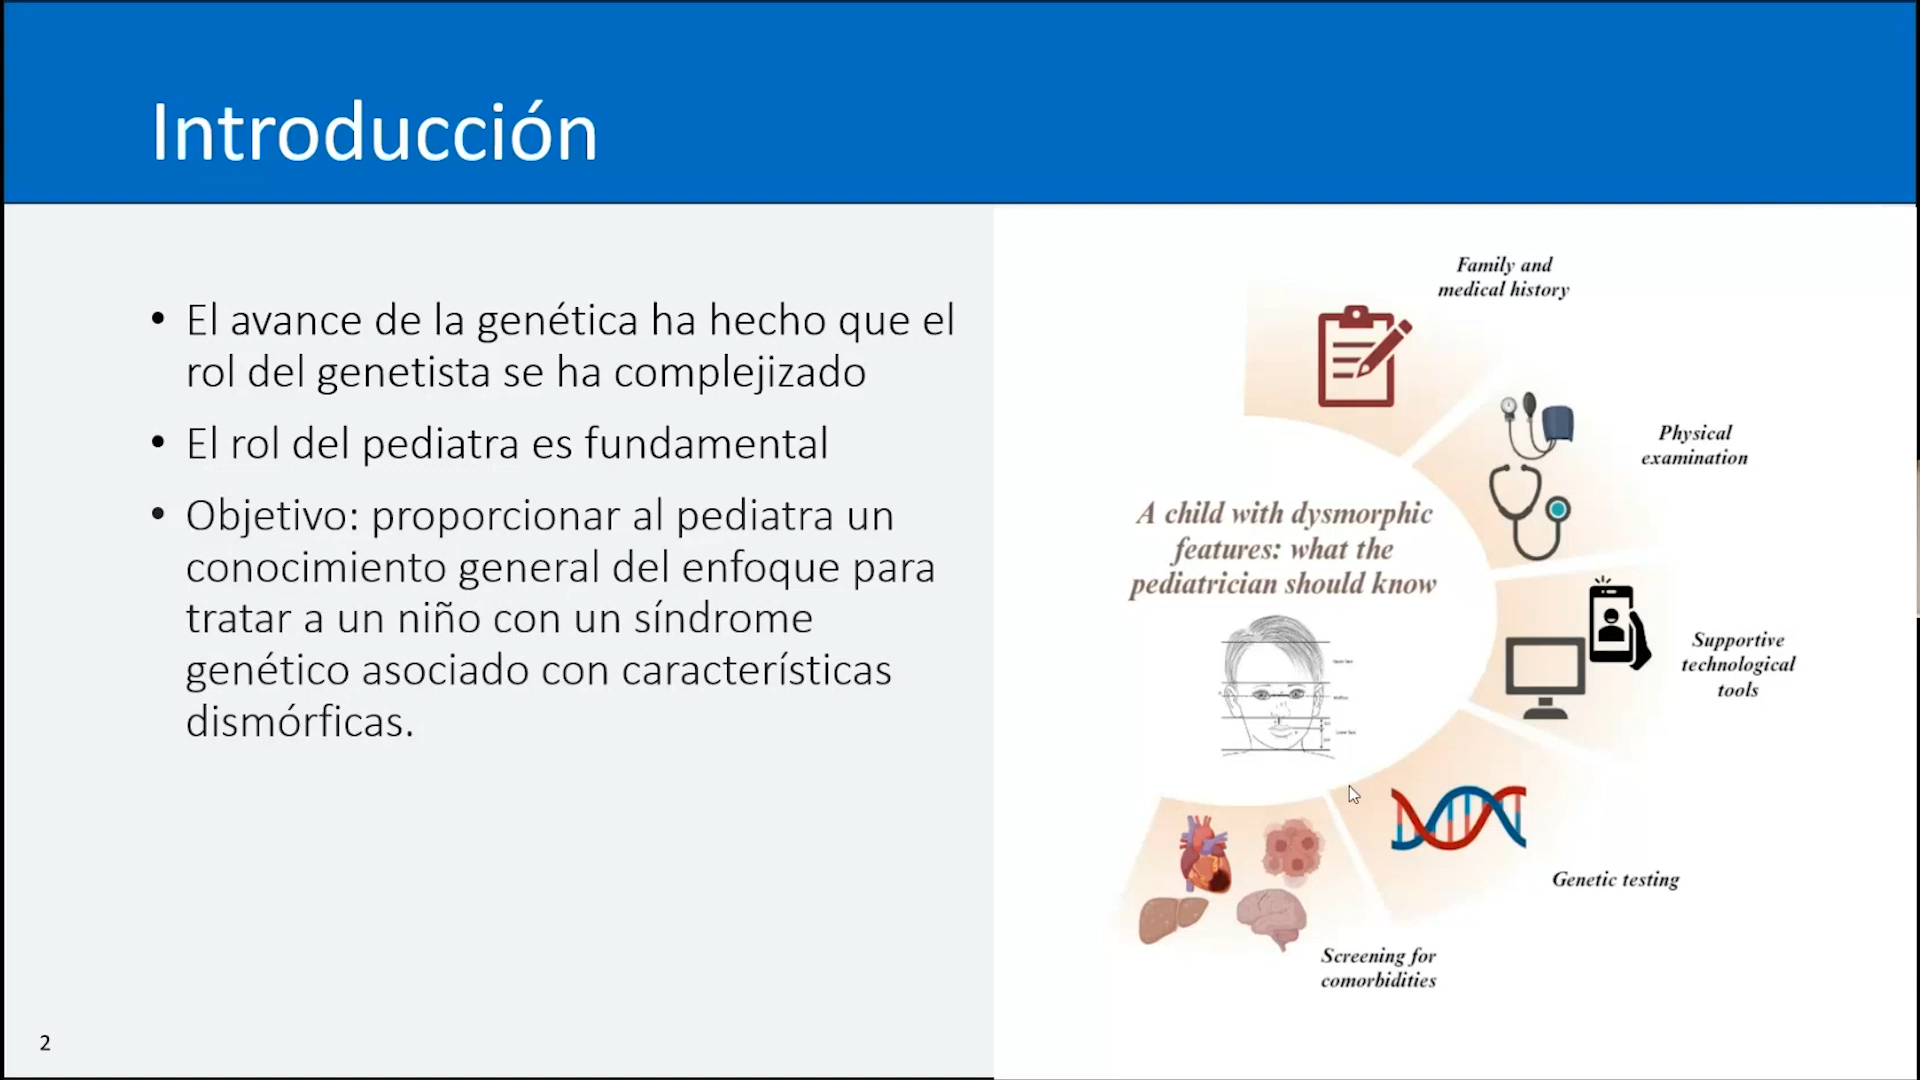 Introducción
• El avance de la genética ha hecho que el
rol del genetista se ha complejizado
• El rol del pediatra es fundamental
• Objetivo: proporcionar al pediatra un
conocimiento general del enfoque para
tratar a un niño con un síndrome
genético asociado con características
dismórficas.
2
Family and
medical history
Physical
examination
A child with dysmorphic
features: what the
pediatrician should know
Supportive
technological
tools
Genetic testing
Screening for
comorbidities